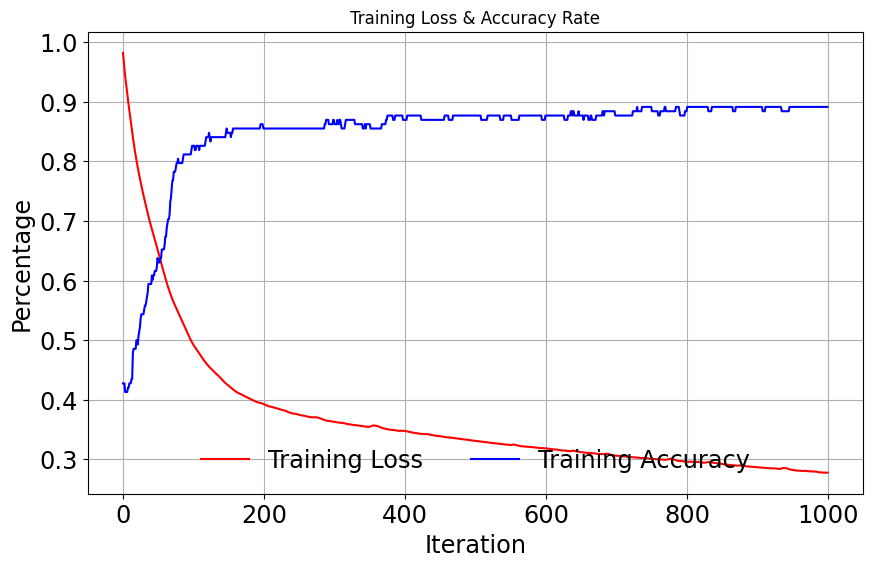 Training Loss & Accuracy Rate
1.0
0.9
0.8
0.7
0.6
0.5
0.4
0.3
Percentage
Training Loss
Training Accuracy
0 200 400 600 800 1000
Iteration